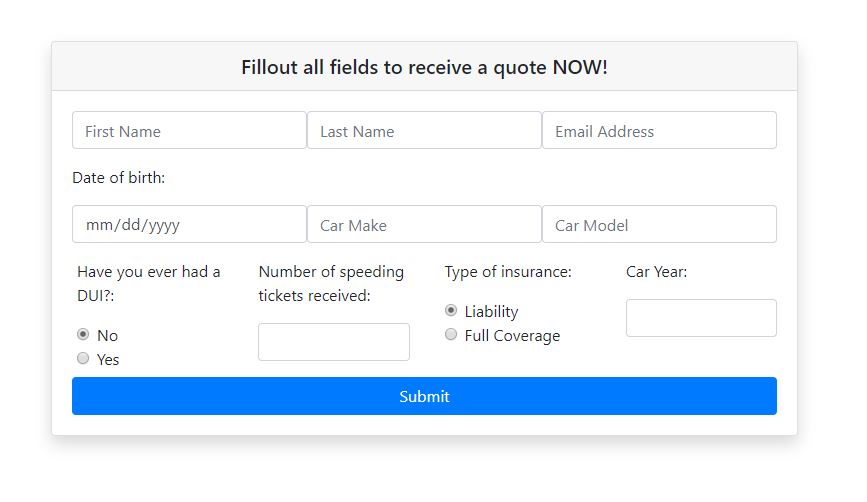 Fillout all fields to receive a quote NOW!
First Name
Last Name
Email Address
Date of birth:
mm/dd/yyyy
Car Make
Car Model
Have you ever had a
DUI?:
No
Yes
Number of speeding
tickets received:
Type of insurance:
Liability
Full Coverage
Car Year:
Submit